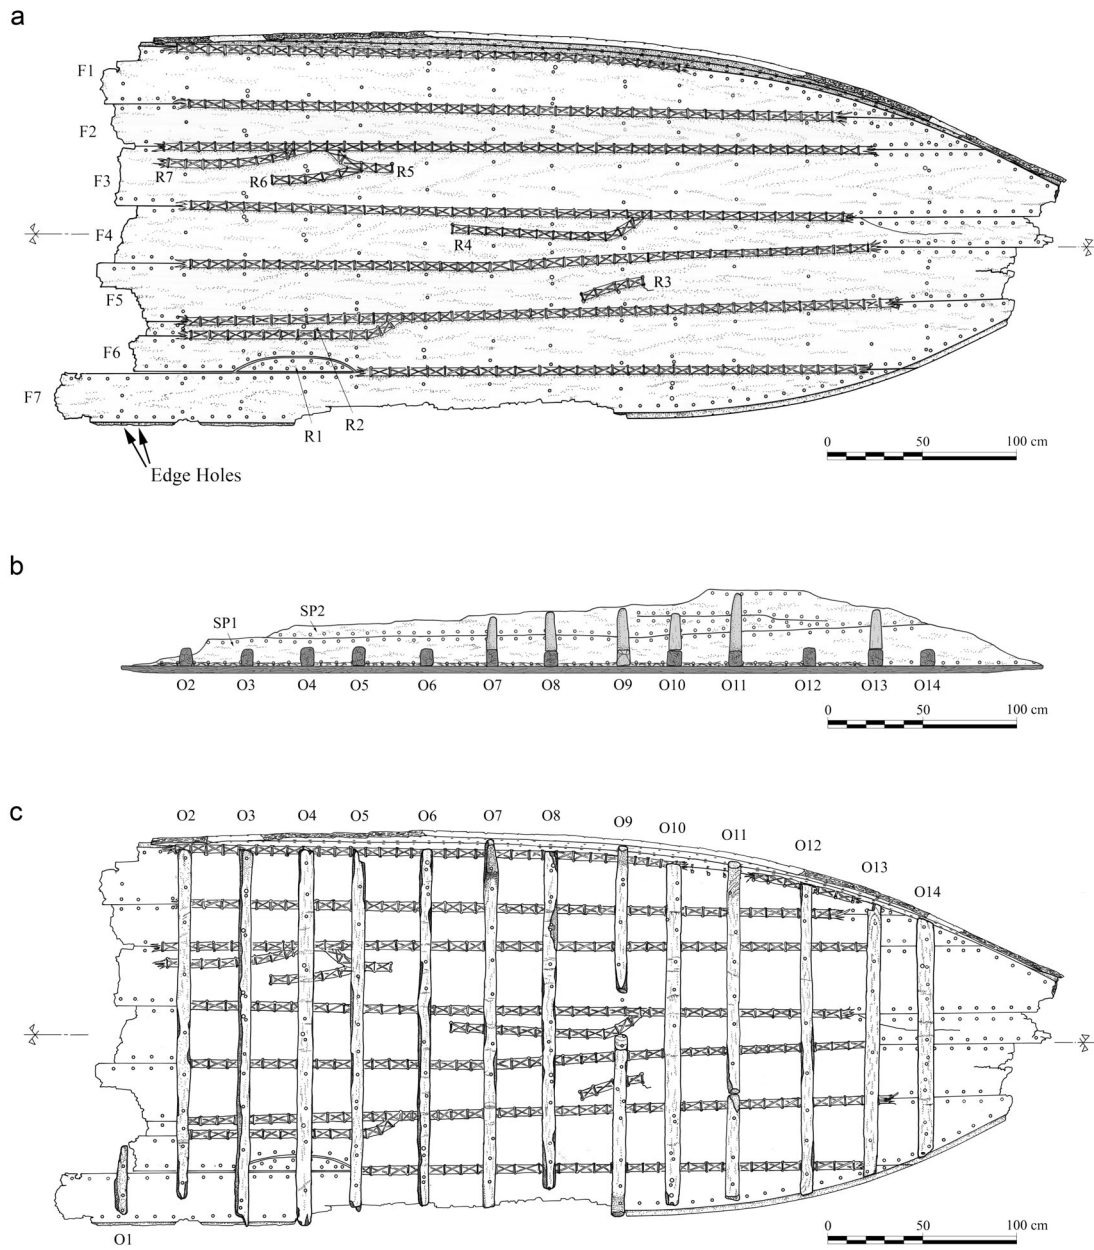 a
F1
F2
F3
R7
R6
R5
F4
R4
R3
F5
F6
F7
R1
R2
Edge Holes
0 50 100 cm
b
SP1
SP2
O2 O3 O4 O5 O6 O7 O8 O9 O10 O11 O12 O13 O14
0 50 100 cm
c
O2 O3 O4 O5 O6 O7 O8 O9 O10 O11 O12 O13 O14
O1
0 50 100 cm